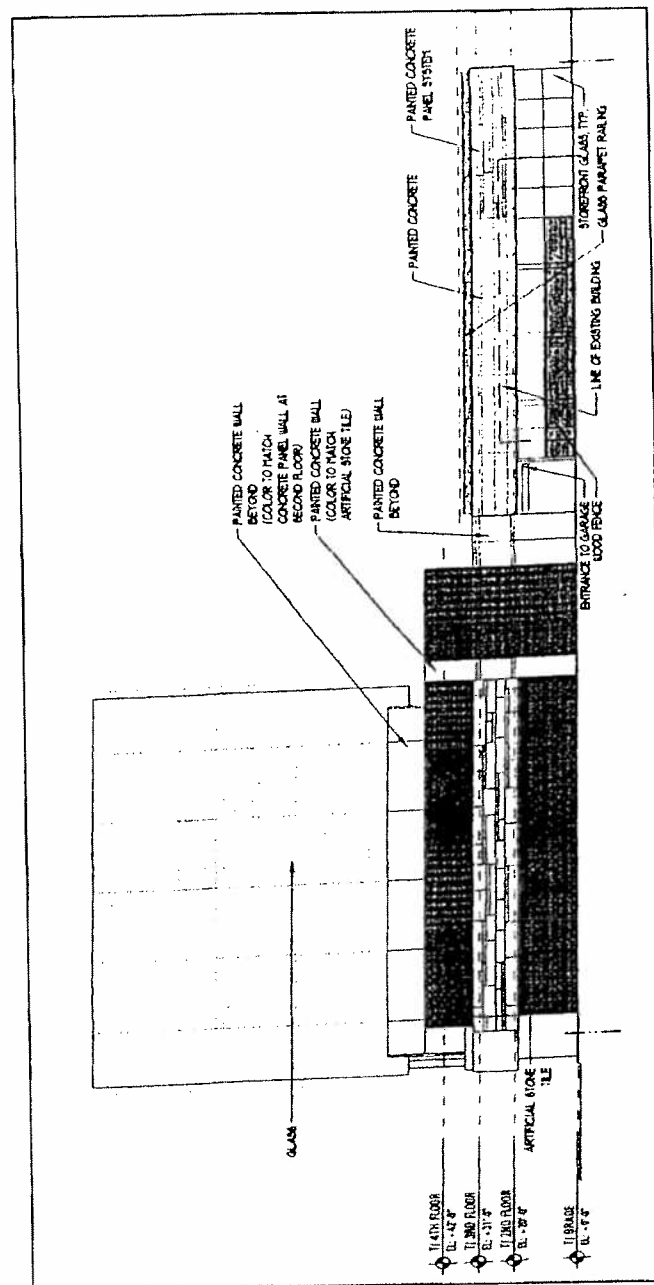 GLASS
PAINTED CONCRETE WALL
BEYOND
(COLOR TO MATCH
CONCRETE PANEL WALL AT
SECOND FLOOR)
PAINTED CONCRETE WALL
(COLOR TO MATCH
ARTIFICIAL STONE TILE)
PAINTED CONCRETE WALL
BEYOND
PAINTED CONCRETE
PAINTED CONCRETE
PANEL SYSTEM
T/ 4TH FLOOR
T/ 3RD FLOOR
T/ 2ND FLOOR
T/ GRADE
ARTIFICIAL STONE
TILE
ENTRANCE TO GARAGE
WOOD FENCE
LINE OF EXISTING BUILDING
STOREFRONT GLASS, TYP.
GLASS PARAPET RAILING